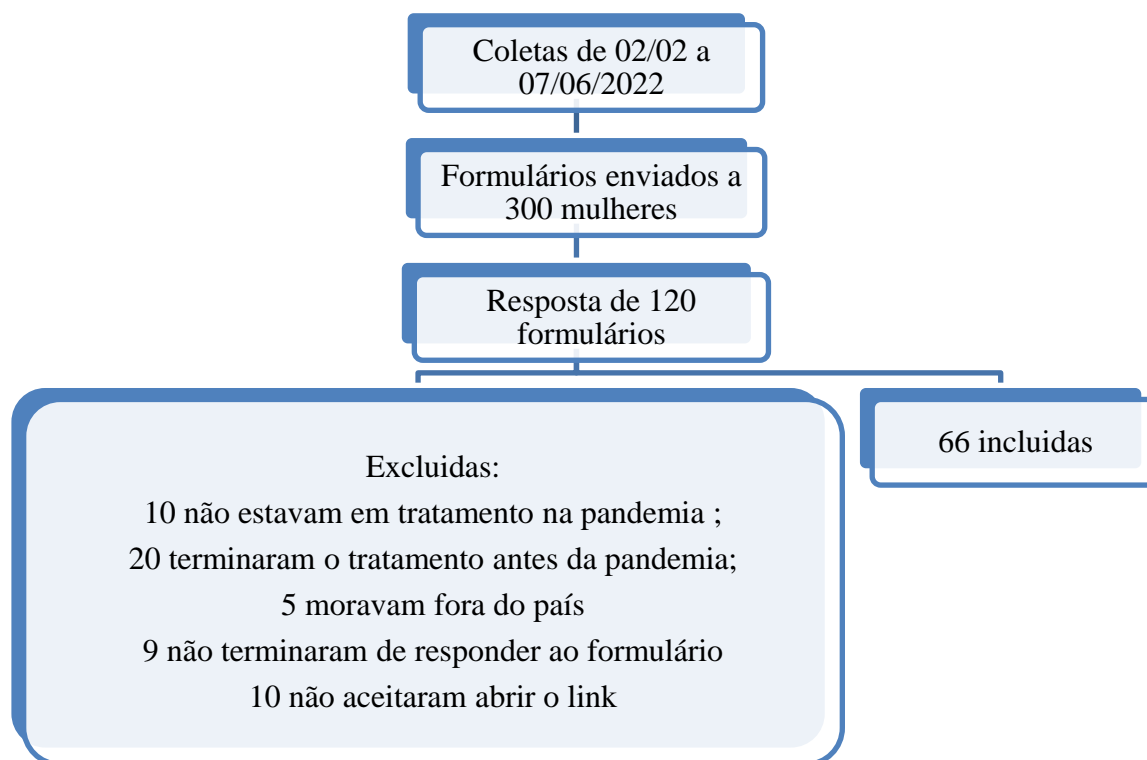 Coletas de 02/02 a
07/06/2022
Formulários enviados a
300 mulheres
Resposta de 120
formulários
Excluidas:
10 não estavam em tratamento na pandemia ;
20 terminaram o tratamento antes da pandemia;
5 moravam fora do país
9 não terminaram de responder ao formulário
10 não aceitaram abrir o link
66 incluidas